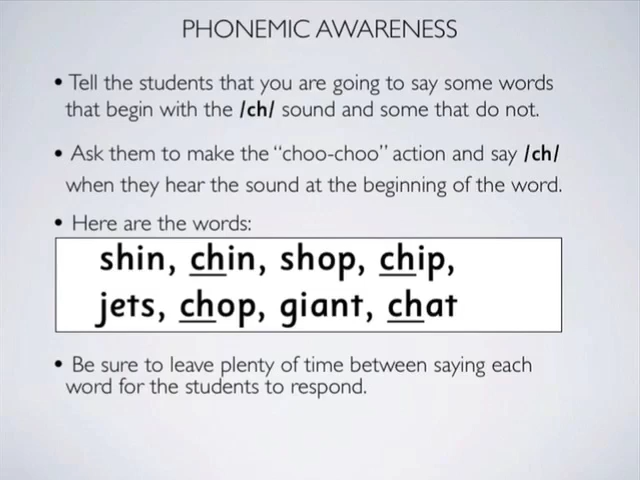 PHONEMIC AWARENESS
• Tell the students that you are going to say some words
that begin with the /ch/ sound and some that do not.
• Ask them to make the “choo-choo” action and say /ch/
when they hear the sound at the beginning of the word.
• Here are the words:
shin, chin, shop, chip,
jets, chop, giant, chat
• Be sure to leave plenty of time between saying each
word for the students to respond.